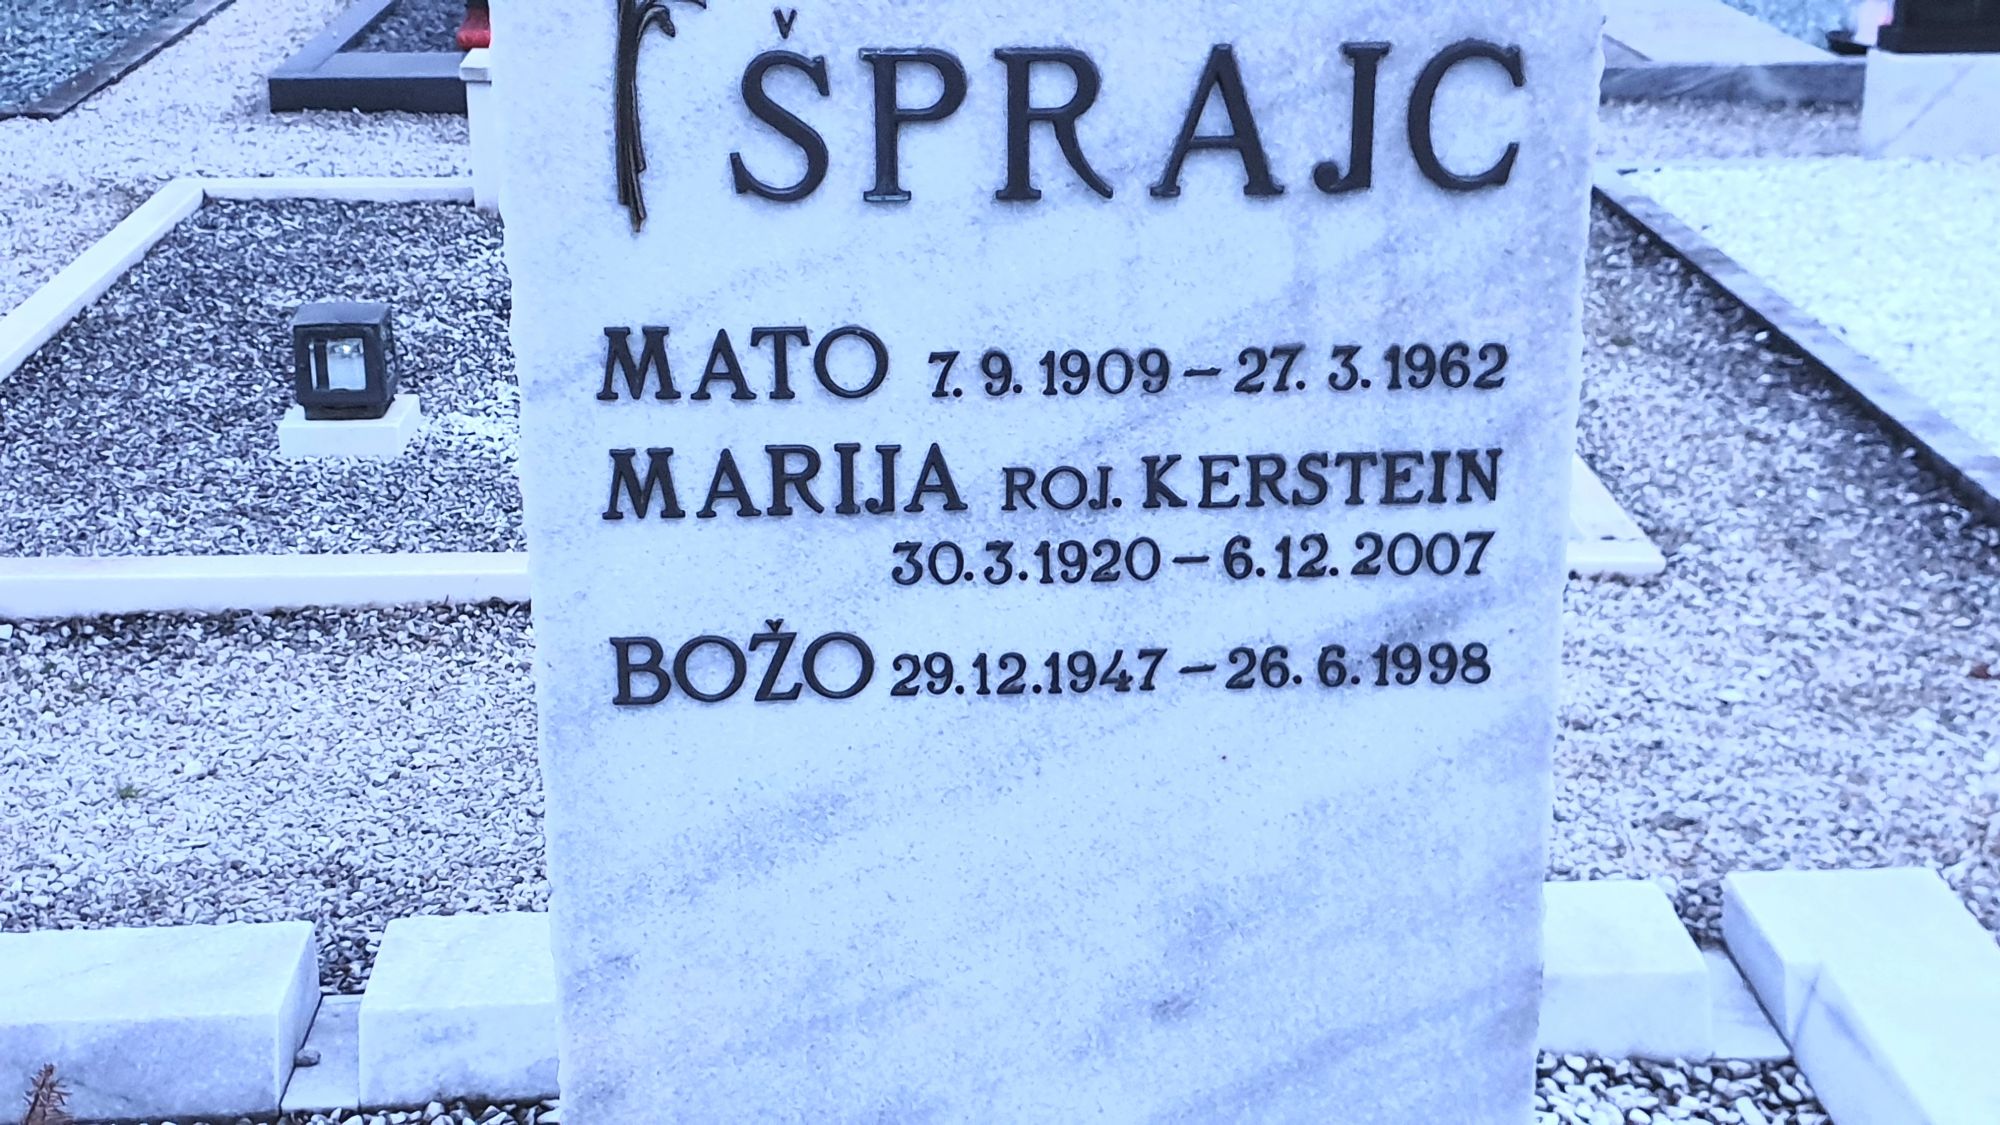 ŠPRAJC
MATO 7. 9. 1909 – 27. 3. 1962
MARIJA ROJ. KERSTEIN
30. 3. 1920 – 6. 12. 2007
BOŽO 29. 12. 1947 – 26. 6. 1998